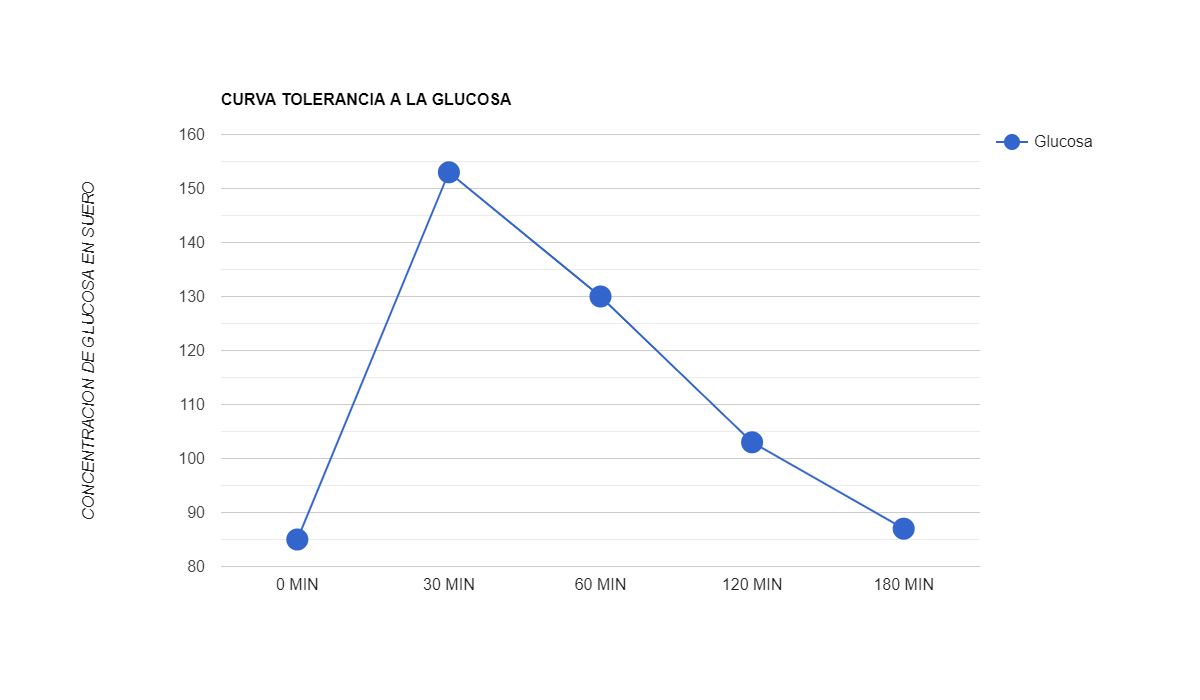 CURVA TOLERANCIA A LA GLUCOSA
Glucosa
CONCENTRACION DE GLUCOSA EN SUERO
160
150
140
130
120
110
100
90
80
0 MIN
30 MIN
60 MIN
120 MIN
180 MIN